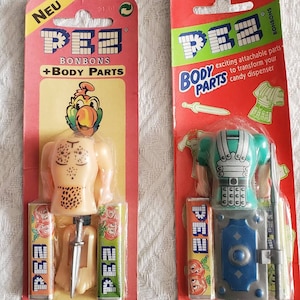 NEU
PEZ
BONBONS
+BODY PARTS
PEZ
PEZ
PEZ
BODY
PARTS
exciting attachable parts
to transform your
candy dispenser
PEZ